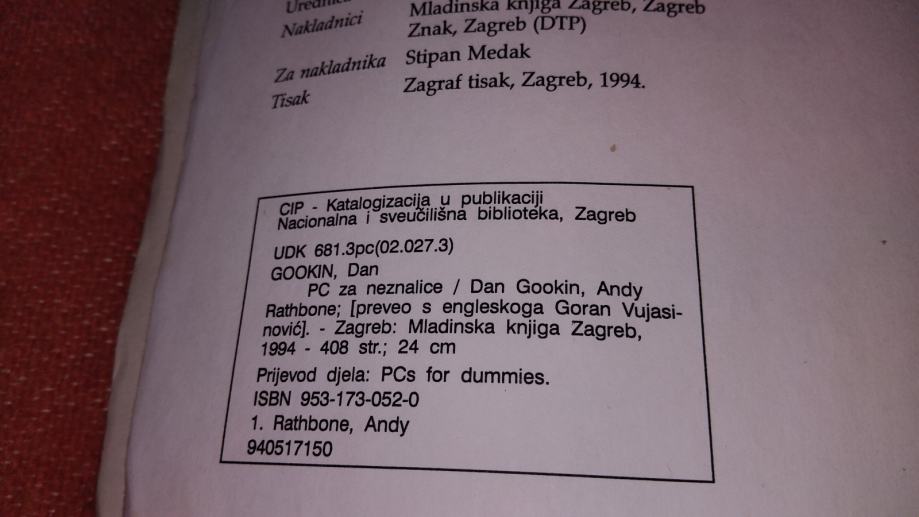 Nakladnici Mladinska knjiga Zagreb, Zagreb
Znak, Zagreb (DTP)
Za nakladnika Stipan Medak
Tisak Zagraf tisak, Zagreb, 1994.
CIP - Katalogizacija u publikaciji
Nacionalna i sveučilišna biblioteka, Zagreb
UDK 681.3pc(02.027.3)
GOOKIN, Dan
PC za neznalice / Dan Gookin, Andy
Rathbone; [preveo s engleskoga Goran Vujasi-
nović]. - Zagreb: Mladinska knjiga Zagreb,
1994 - 408 str.; 24 cm
Prijevod djela: PCs for dummies.
ISBN 953-173-052-0
1. Rathbone, Andy
940517150